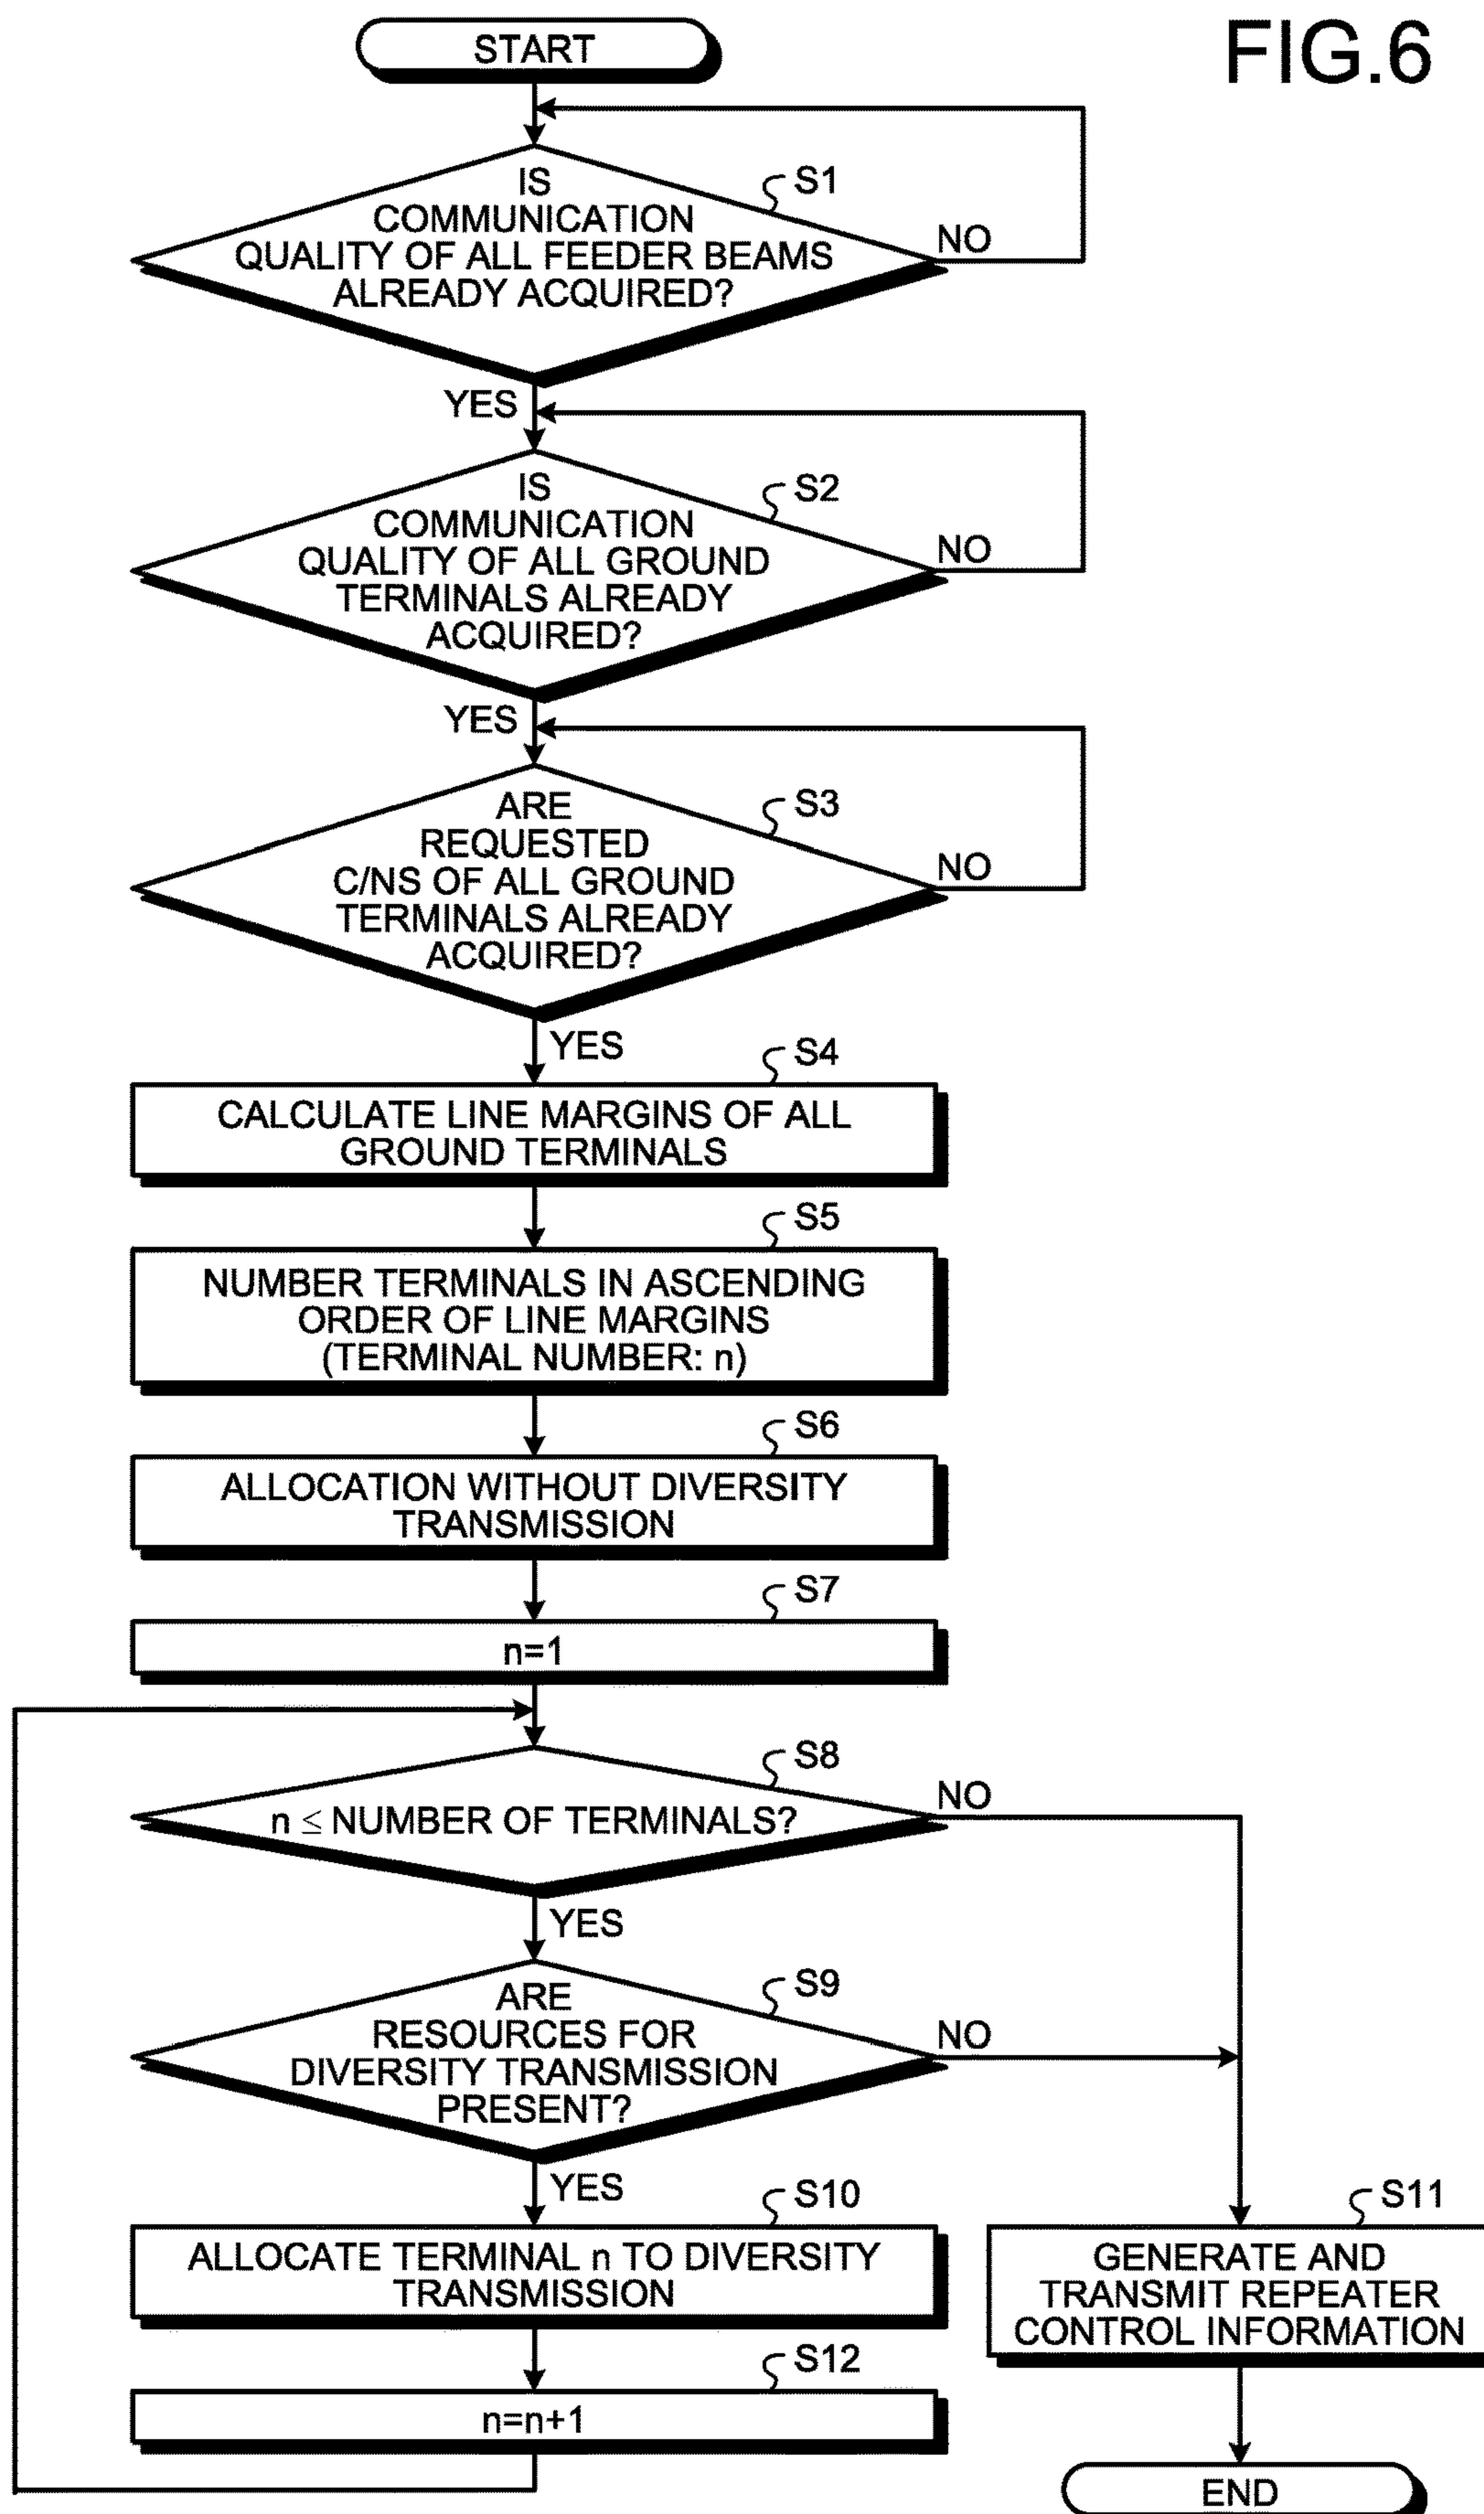 FIG.6
START
IS
COMMUNICATION
QUALITY OF ALL FEEDER BEAMS
ALREADY ACQUIRED?
S1
NO
YES
IS
COMMUNICATION
QUALITY OF ALL GROUND
TERMINALS ALREADY
ACQUIRED?
S2
NO
YES
ARE
REQUESTED
C/NS OF ALL GROUND
TERMINALS ALREADY
ACQUIRED?
S3
NO
YES
S4
CALCULATE LINE MARGINS OF ALL
GROUND TERMINALS
S5
NUMBER TERMINALS IN ASCENDING
ORDER OF LINE MARGINS
(TERMINAL NUMBER: n)
S6
ALLOCATION WITHOUT DIVERSITY
TRANSMISSION
S7
n=1
S8
n ≤ NUMBER OF TERMINALS?
NO
YES
S9
ARE
RESOURCES FOR
DIVERSITY TRANSMISSION
PRESENT?
NO
YES
S10
ALLOCATE TERMINAL n TO DIVERSITY
TRANSMISSION
S11
GENERATE AND
TRANSMIT REPEATER
CONTROL INFORMATION
S12
n=n+1
END